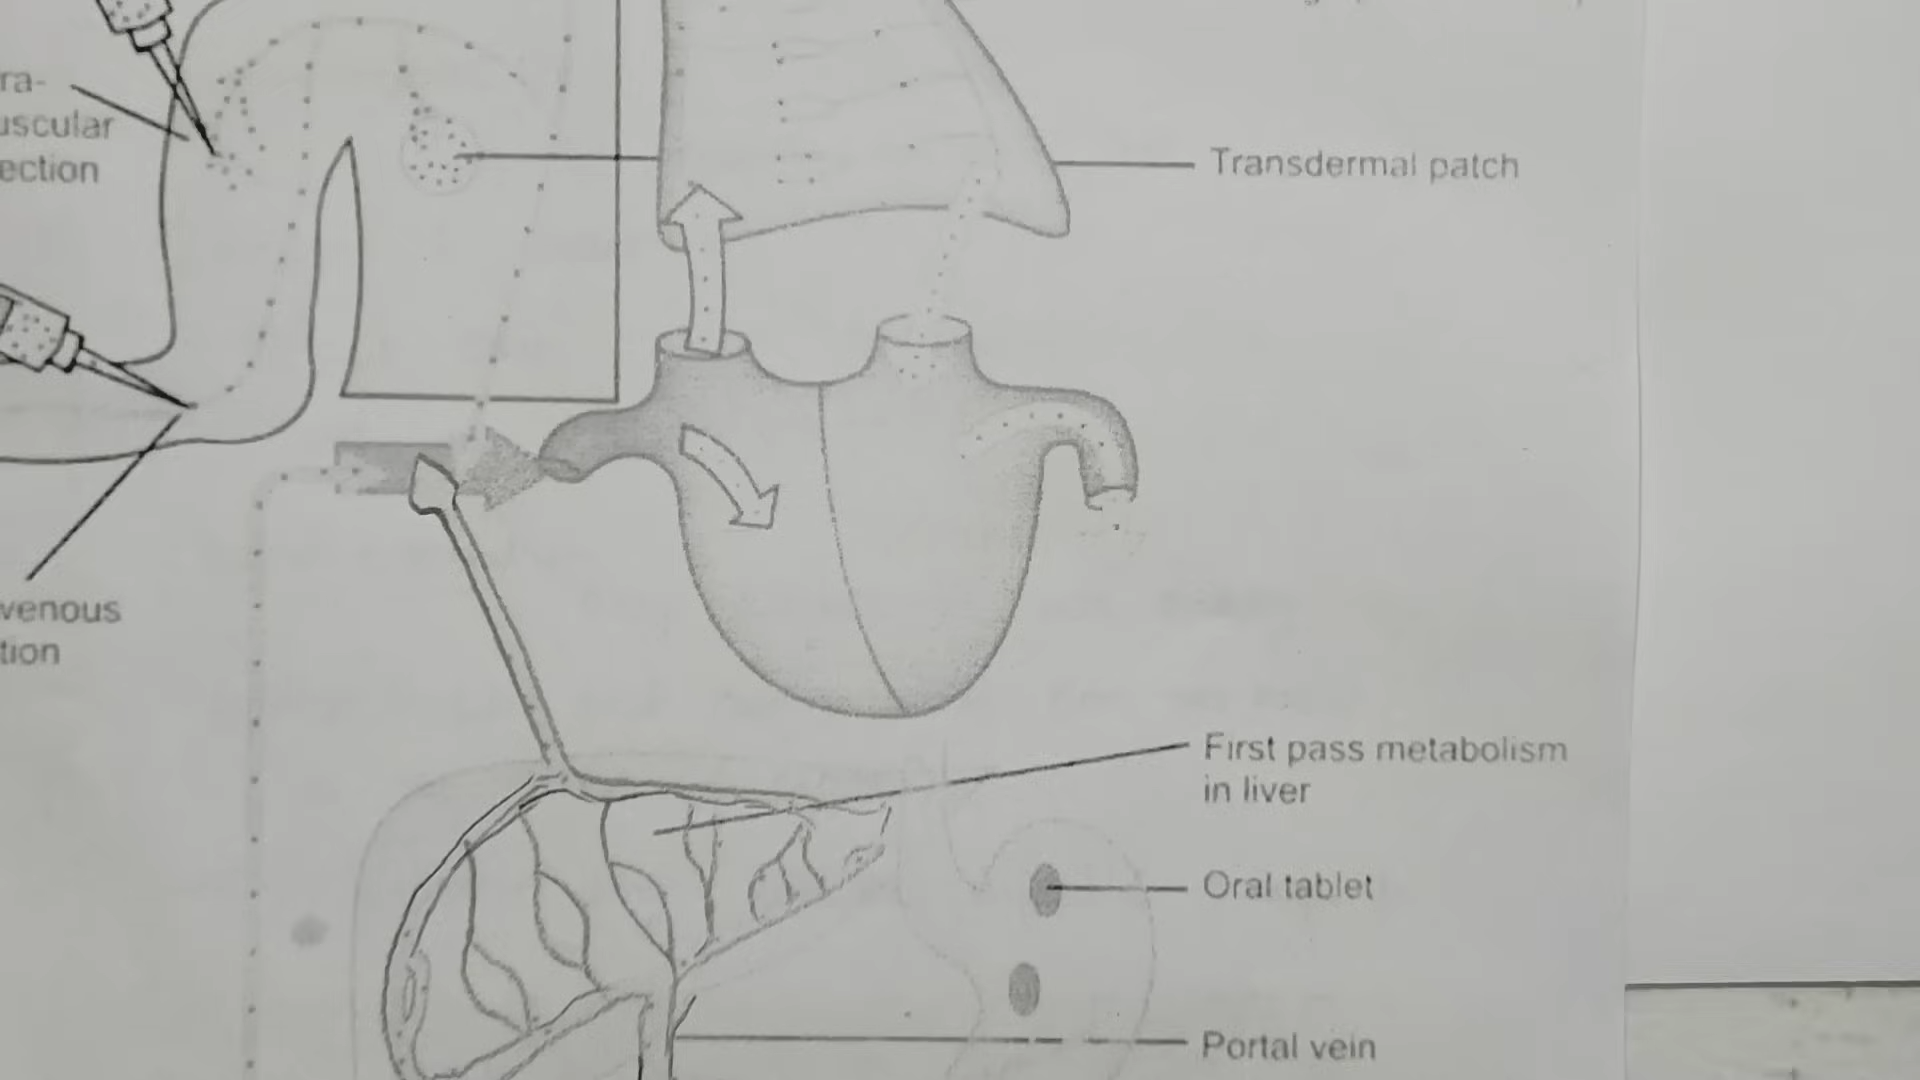 ra-
uscular
ection
Transdermal patch
venous
tion
First pass metabolism
in liver
Oral tablet
Portal vein